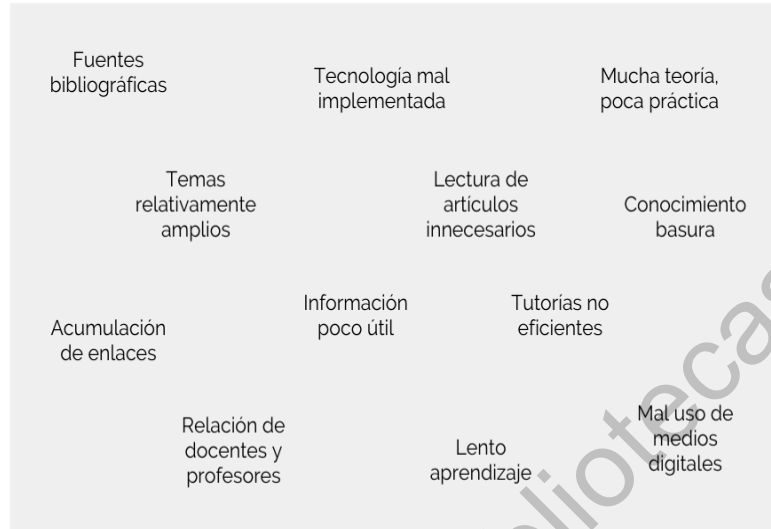 Fuentes
bibliográficas
Tecnología mal
implementada
Mucha teoría,
poca práctica
Temas
relativamente
amplios
Lectura de
artículos
innecesarios
Conocimiento
basura
Acumulación
de enlaces
Información
poco útil
Tutorías no
eficientes
Relación de
docentes y
profesores
Lento
aprendizaje
Mal uso de
medios
digitales